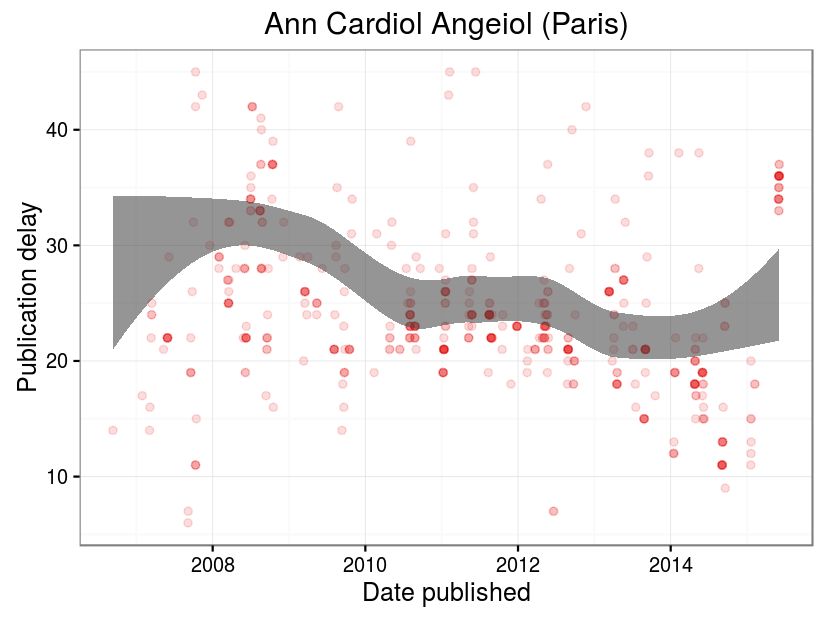 Ann Cardiol Angeiol (Paris)
Publication delay
40
30
20
10
2008 2010 2012 2014
Date published